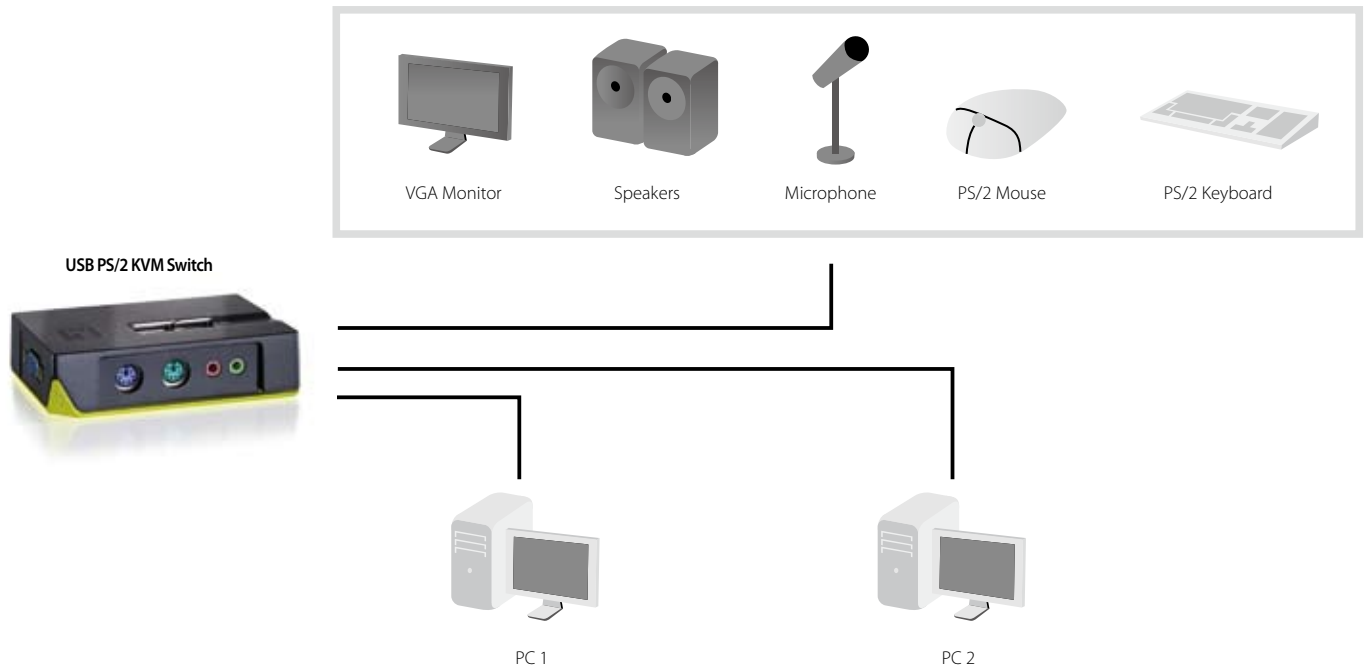 VGA Monitor
Speakers
Microphone
PS/2 Mouse
PS/2 Keyboard
USB PS/2 KVM Switch
PC 1
PC 2